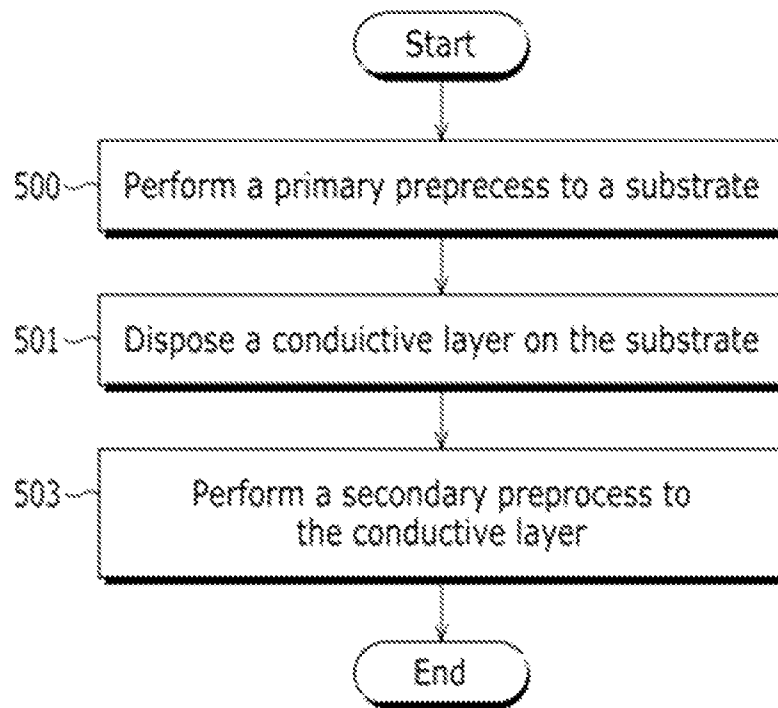 Start
500
Perform a primary preprecess to a substrate
501
Dispose a conduictive layer on the substrate
503
Perform a secondary preprocess to
the conductive layer
End